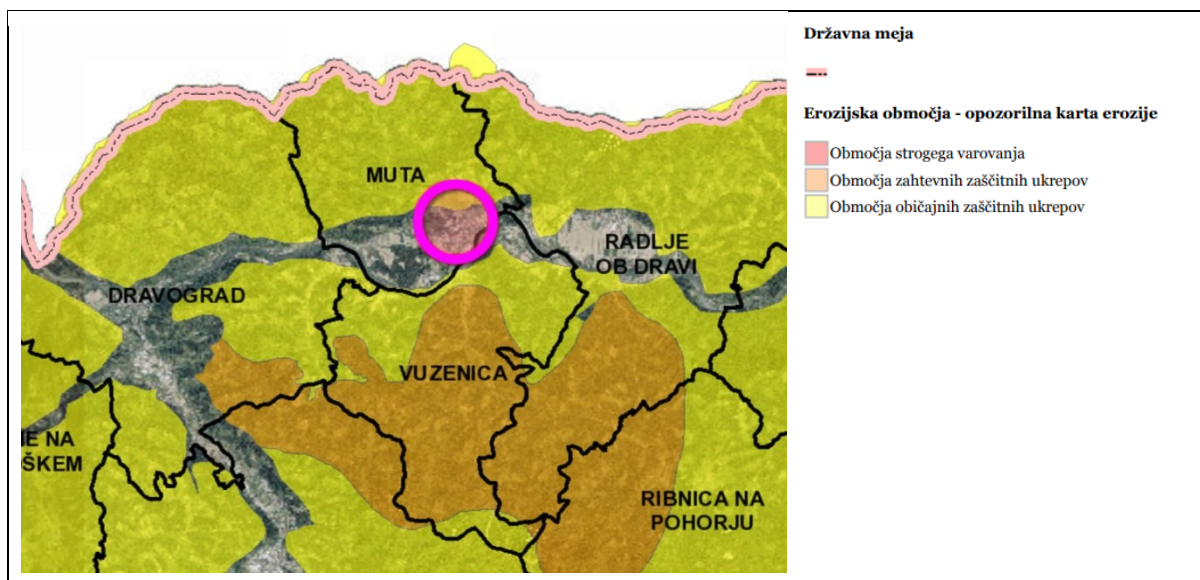 Državna meja
Erozijska območja - opozorilna karta erozije
Območja strogega varovanja
Območja zahtevnih zaščitnih ukrepov
Območja običajnih zaščitnih ukrepov
MUTA
RADLJE
OB DRAVI
DRAVOGRAD
VUZENICA
E NA
ŠKEM
RIBNICA NA
POHORJU